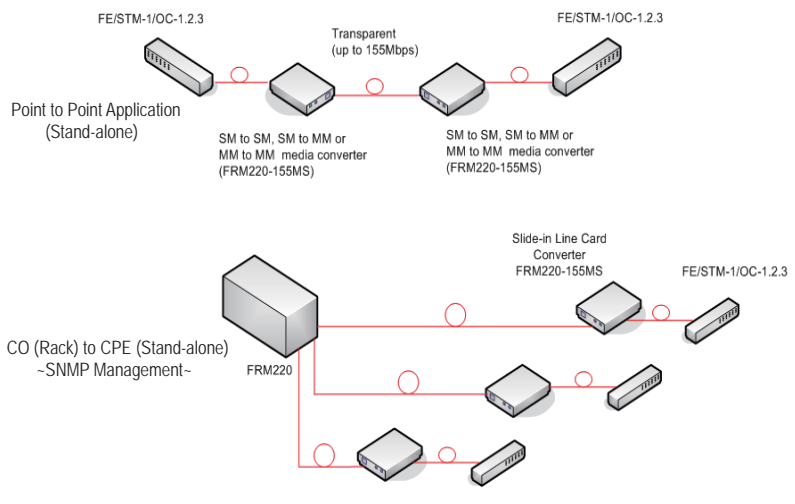 FE/STM-1/OC-1.2.3
FE/STM-1/OC-1.2.3
Transparent
(up to 155Mbps)
Point to Point Application
(Stand-alone)
SM to SM, SM to MM or
MM to MM  media converter
(FRM220-155MS)
SM to SM, SM to MM or
MM to MM  media converter
(FRM220-155MS)
Slide-in Line Card
Converter
FRM220-155MS
FE/STM-1/OC-1.2.3
CO (Rack) to CPE (Stand-alone)
~SNMP Management~
FRM220